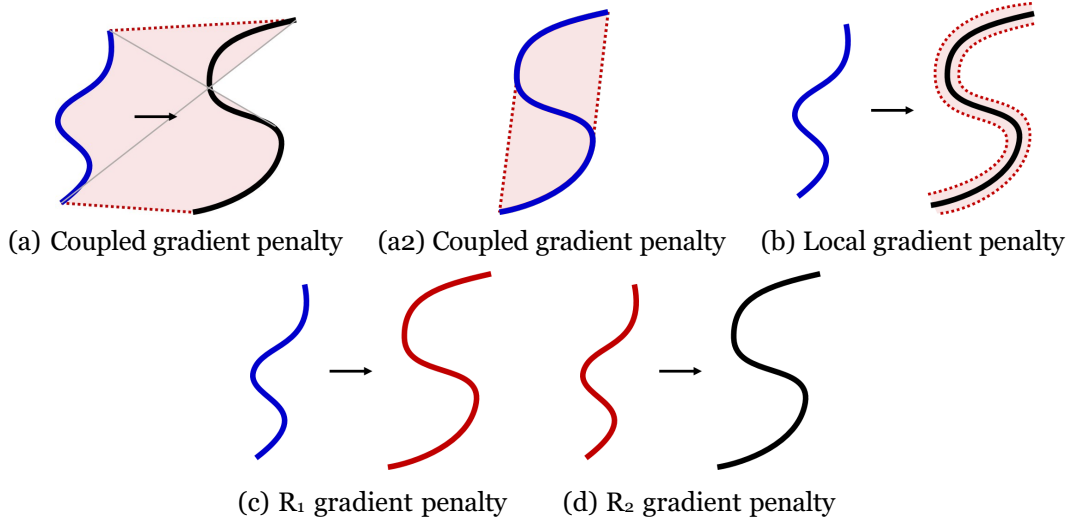 (a) Coupled gradient penalty
(a2) Coupled gradient penalty
(b) Local gradient penalty
(c) R₁ gradient penalty
(d) R₂ gradient penalty